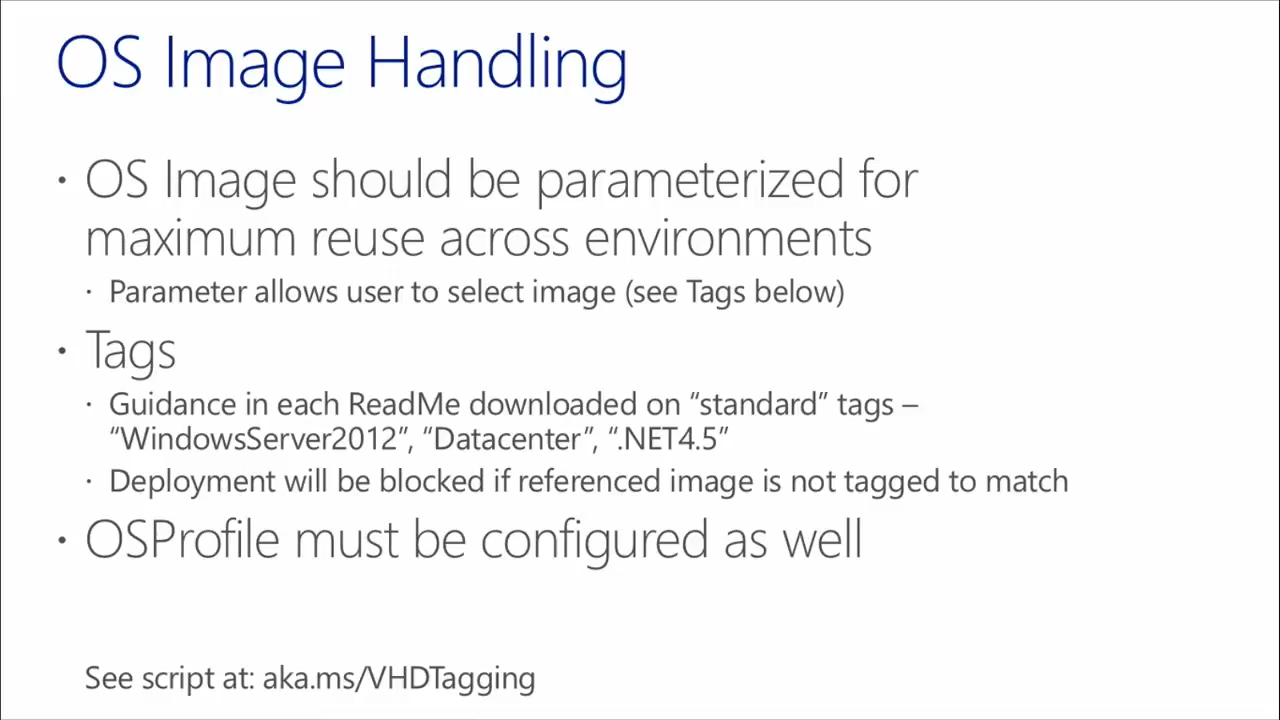 OS Image Handling
· OS Image should be parameterized for
maximum reuse across environments
· Parameter allows user to select image (see Tags below)
· Tags
· Guidance in each ReadMe downloaded on “standard” tags –
“WindowsServer2012”, “Datacenter”, “.NET4.5”
· Deployment will be blocked if referenced image is not tagged to match
· OSProfile must be configured as well
See script at: aka.ms/VHDTagging